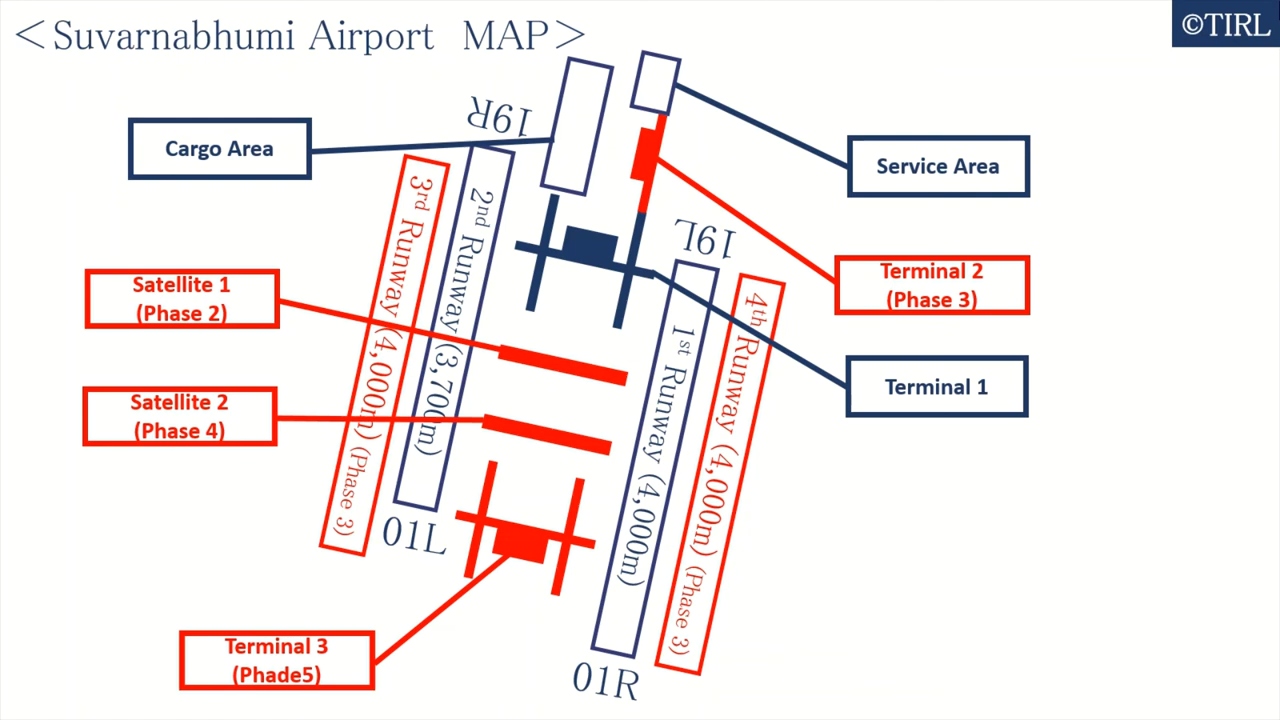 ＜Suvarnabhumi Airport MAP＞
©TIRL
19R
Cargo Area
Service Area
3rd Runway (4,000m) (Phase 3)
2nd Runway (3,700m)
19L
Terminal 2
(Phase 3)
Satellite 1
(Phase 2)
1st Runway (4,000m)
4th Runway (4,000m) (Phase 3)
Terminal 1
Satellite 2
(Phase 4)
01L
Terminal 3
(Phade5)
01R